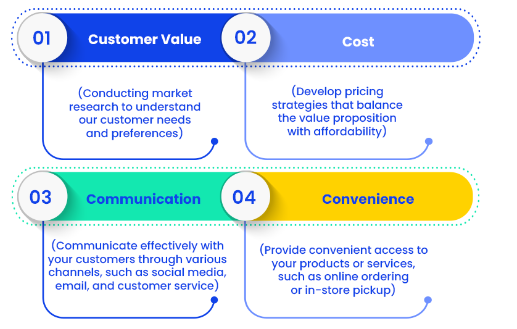 01
Customer Value
02
Cost
(Conducting market
research to understand
our customer needs
and preferences)
(Develop pricing
strategies that balance
the value proposition
with affordability)
03
Communication
04
Convenience
(Communicate effectively with
your customers through various
channels, such as social media,
email, and customer service)
(Provide convenient access to
your products or services,
such as online ordering
or in-store pickup)